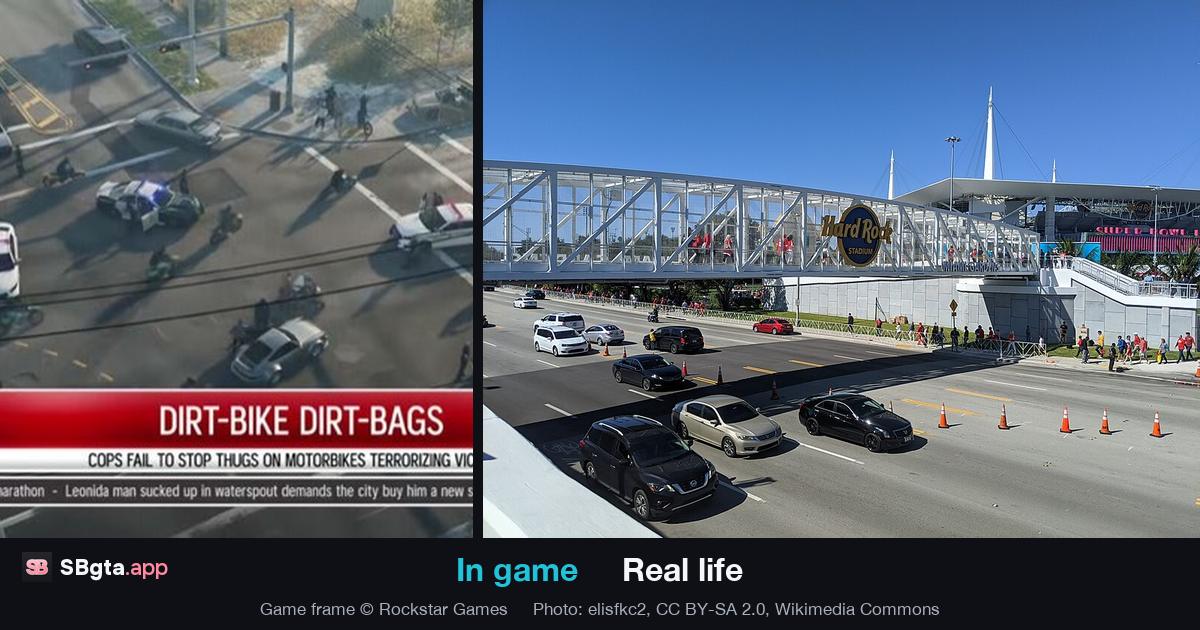 DIRT-BIKE DIRT-BAGS
COPS FAIL TO STOP THUGS ON MOTORBIKES TERRORIZING
Leonida man sucked up in waterspout demands the city buy him a new
Hard Rock
STADIUM
SUPER BOWL
SB SBgta.app
In game Real life
Game frame © Rockstar Games Photo: elisfkc2, CC BY-SA 2.0, Wikimedia Commons